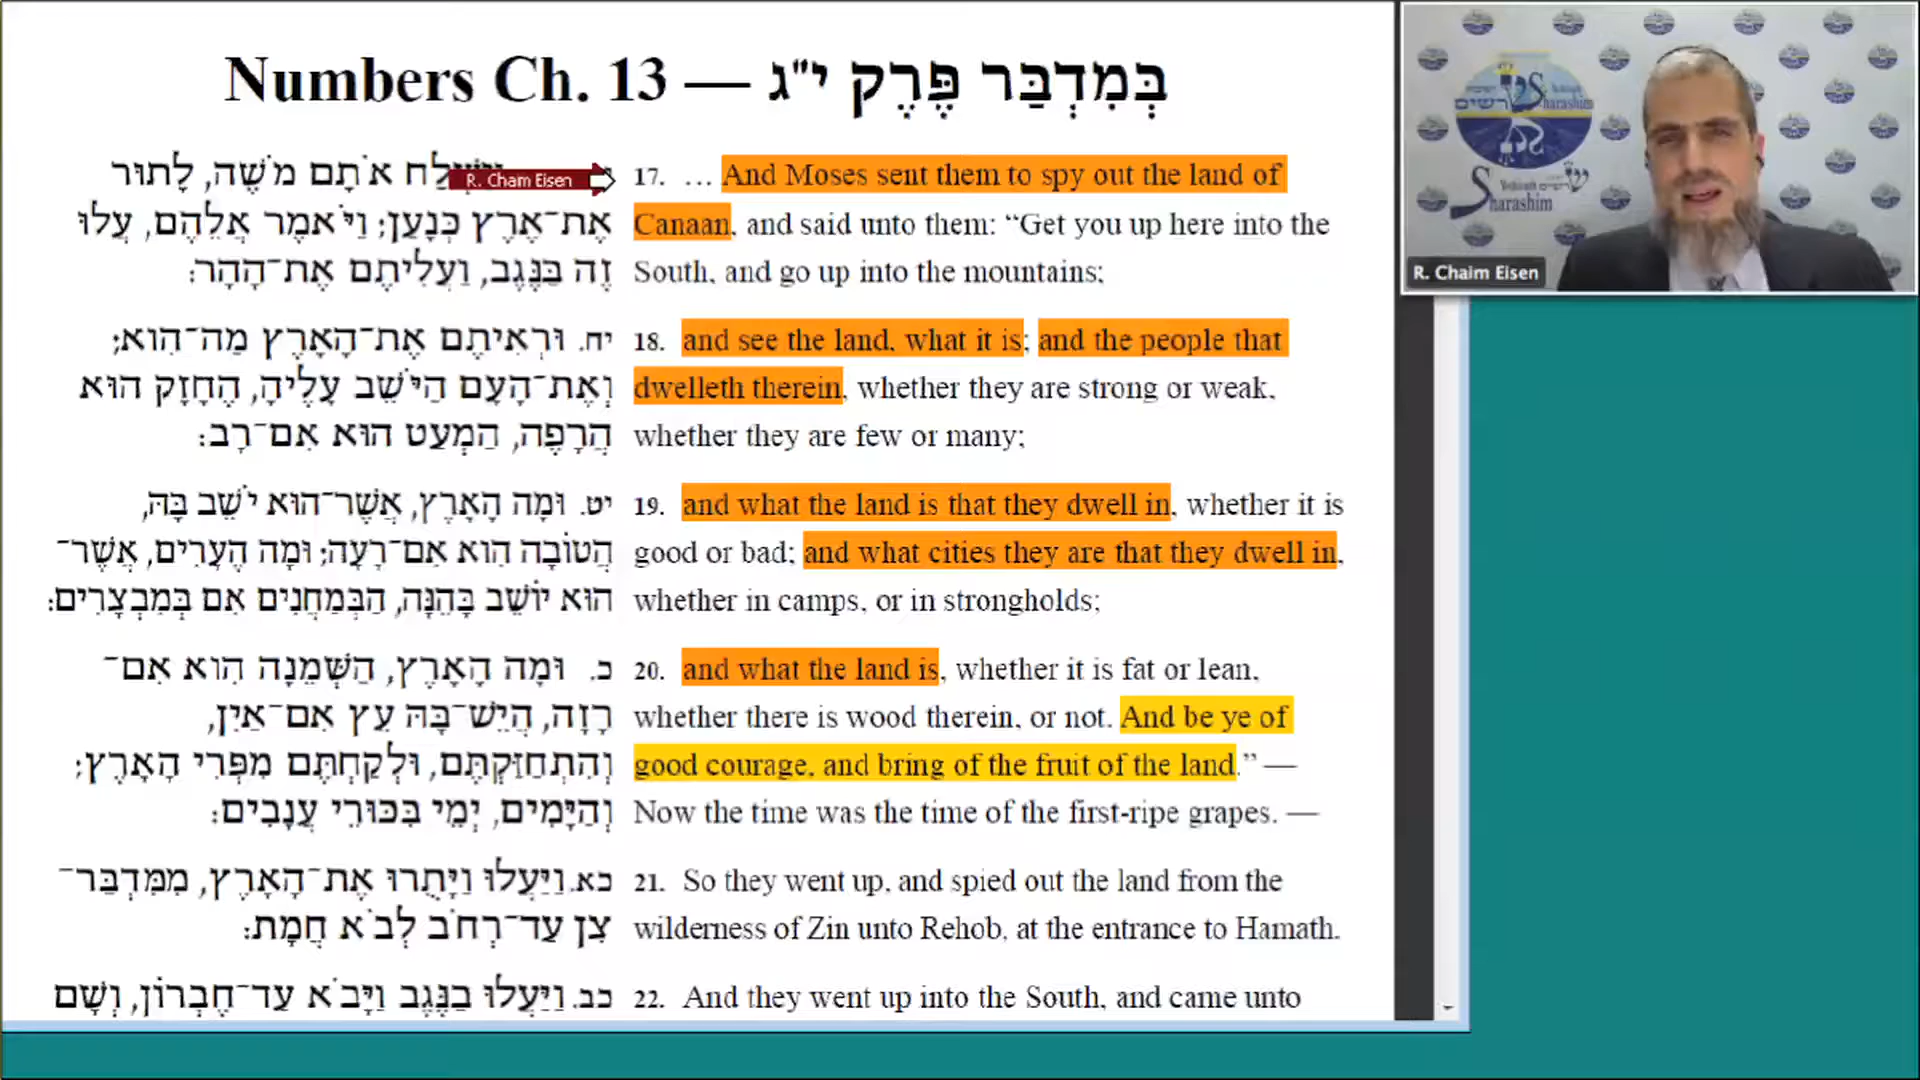 Numbers Ch. 13 — בְּמִדְבַּר פֶּרֶק י"ג
לַח אֹתָם מֹשֶׁה, לָתוּר
אֶת־אֶרֶץ כְּנָעַן; וַיֹּאמֶר אֲלֵהֶם, עֲלוּ
זֶה בַּנֶּגֶב, וַעֲלִיתֶם אֶת־הָהָר:
יח. וּרְאִיתֶם אֶת־הָאָרֶץ מַה־הִוא;
וְאֶת־הָעָם הַיֹּשֵׁב עָלֶיהָ, הֶחָזָק הוּא
הֲרָפֶה, הַמְעַט הוּא אִם־רָב:
יט. וּמָה הָאָרֶץ, אֲשֶׁר־הוּא יֹשֵׁב בָּהּ,
הֲטוֹבָה הִוא אִם־רָעָה; וּמָה הֶעָרִים, אֲשֶׁר־
הוּא יוֹשֵׁב בָּהֵנָּה, הַבְּמַחֲנִים אִם בְּמִבְצָרִים:
כ. וּמָה הָאָרֶץ, הַשְּׁמֵנָה הִוא אִם־
רָזָה, הֲיֵשׁ־בָּהּ עֵץ אִם־אַיִן,
וְהִתְחַזַּקְתֶּם, וּלְקַחְתֶּם מִפְּרִי הָאָרֶץ;
וְהַיָּמִים, יְמֵי בִּכּוּרֵי עֲנָבִים:
כא. וַיַּעֲלוּ וַיָּתֻרוּ אֶת־הָאָרֶץ, מִמִּדְבַּר־
צִן עַד־רְחֹב לְבֹא חֲמָת:
כב. וַיַּעֲלוּ בַנֶּגֶב וַיָּבֹא עַד־חֶבְרוֹן, וְשָׁם
R. Cham Eisen
17. … And Moses sent them to spy out the land of
Canaan, and said unto them: “Get you up here into the
South, and go up into the mountains;
18. and see the land, what it is; and the people that
dwelleth therein, whether they are strong or weak,
whether they are few or many;
19. and what the land is that they dwell in, whether it is
good or bad; and what cities they are that they dwell in,
whether in camps, or in strongholds;
20. and what the land is, whether it is fat or lean,
whether there is wood therein, or not. And be ye of
good courage, and bring of the fruit of the land.” —
Now the time was the time of the first-ripe grapes. —
21. So they went up, and spied out the land from the
wilderness of Zin unto Rehob, at the entrance to Hamath.
22. And they went up into the South, and came unto
שרשים
Sharashim
Yeshivat שרשים
Sharashim
R. Chaim Eisen